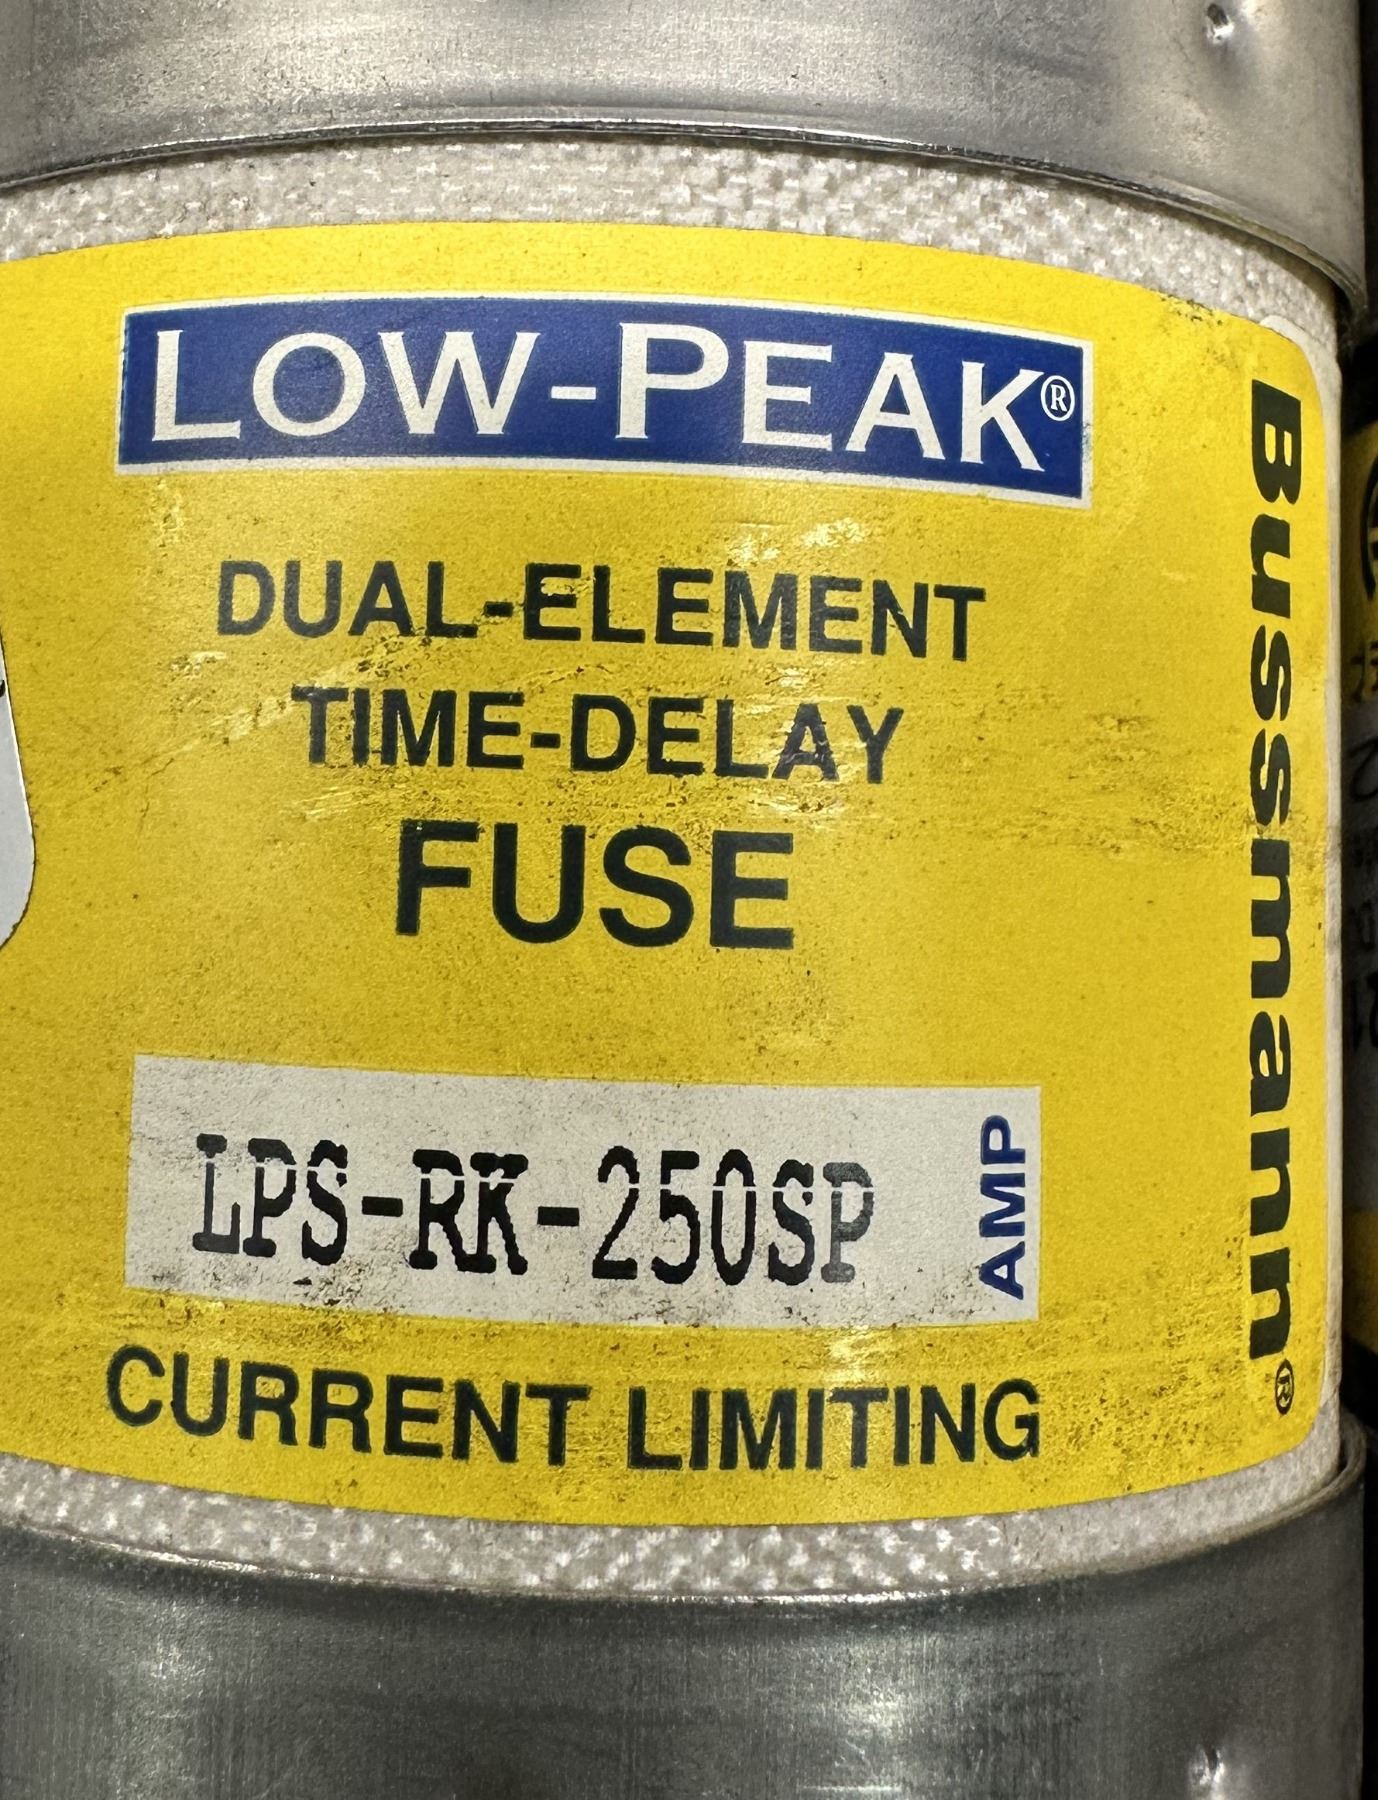 LOW-PEAK®
DUAL-ELEMENT
TIME-DELAY
FUSE
LPS-RK-250SP
AMP
CURRENT LIMITING
Bussmann®